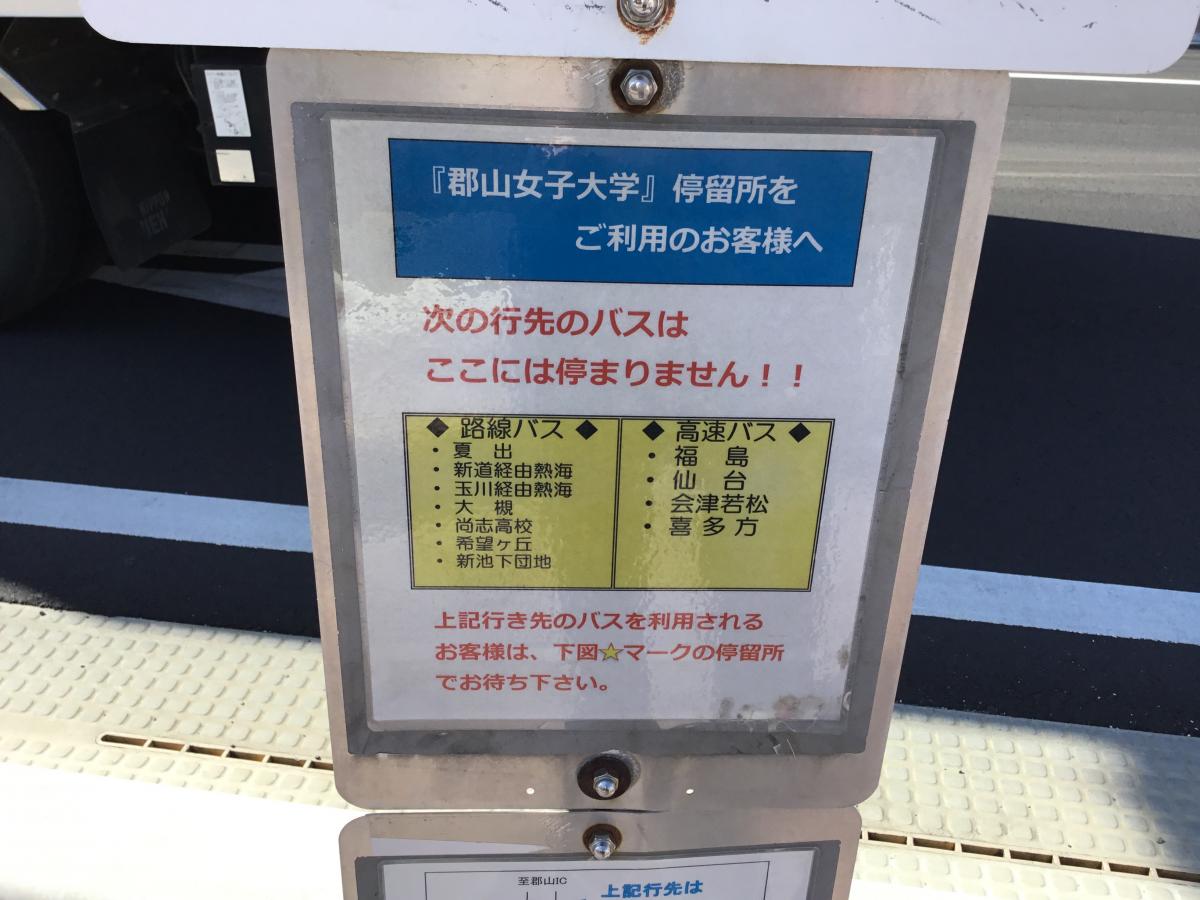 『郡山女子大学』停留所を
ご利用のお客様へ
次の行先のバスは
ここには停まりません！！
◆ 路線バス ◆
・ 夏 出
・ 新道経由熱海
・ 玉川経由熱海
・ 大 槻
・ 尚志高校
・ 希望ヶ丘
・ 新池下団地
◆ 高速バス ◆
・ 福 島
・ 仙 台
・ 会津若松
・ 喜多方
上記行き先のバスを利用される
お客様は、下図★マークの停留所
でお待ち下さい。
至郡山IC
上記行先は